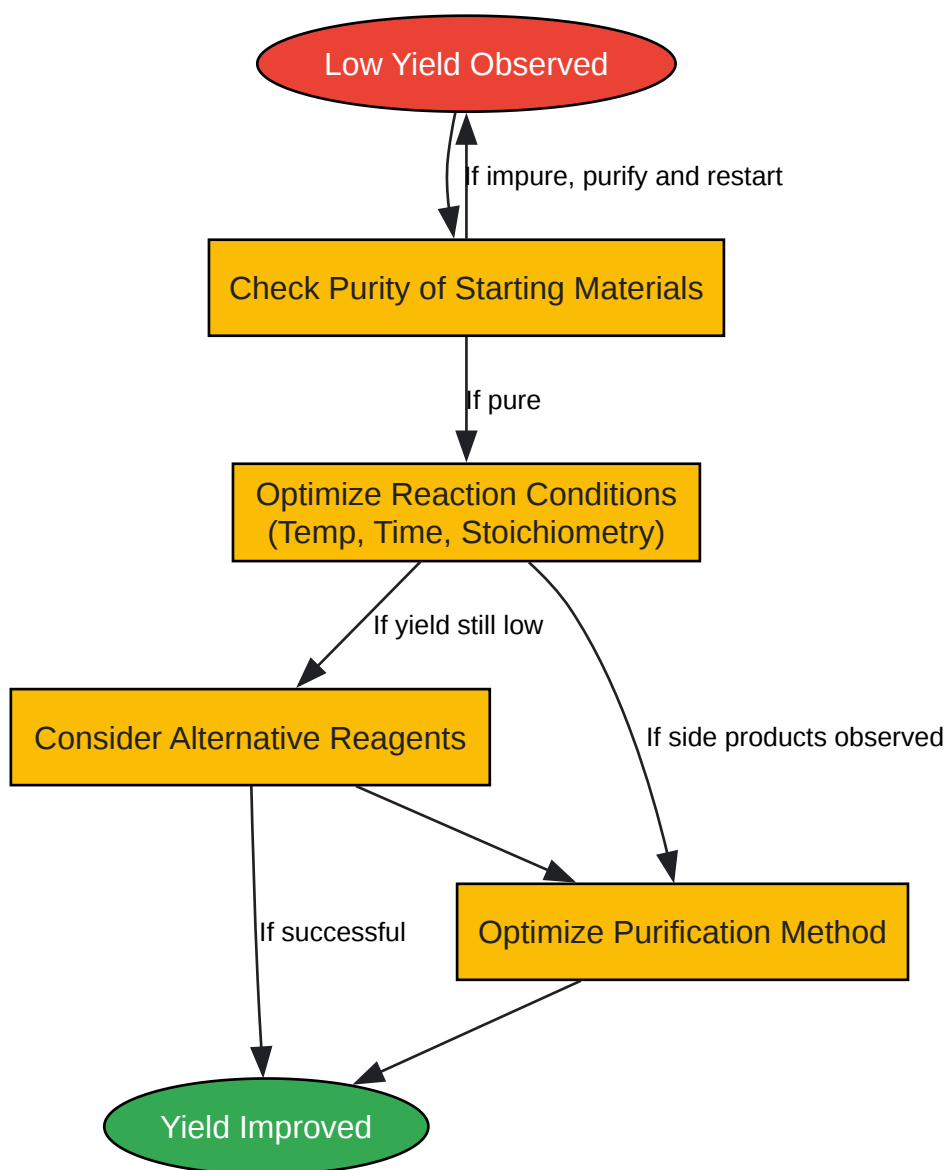 Low Yield Observed
If impure, purify and restart
Check Purity of Starting Materials
If pure
Optimize Reaction Conditions
(Temp, Time, Stoichiometry)
If yield still low
Consider Alternative Reagents
If side products observed
If successful
Optimize Purification Method
Yield Improved